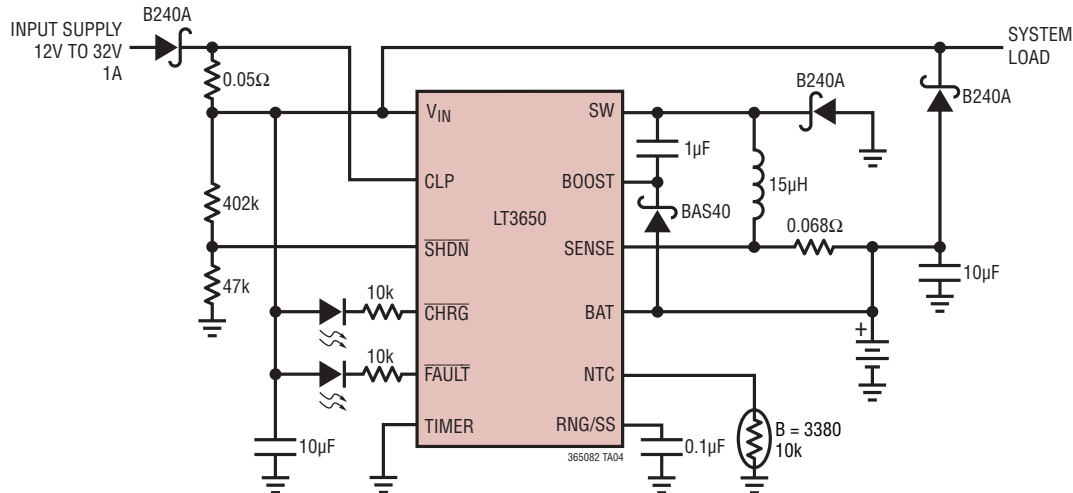 B240A
INPUT SUPPLY
12V TO 32V
1A
SYSTEM
LOAD
0.05Ω
B240A
B240A
VIN
SW
1µF
CLP
BOOST
15µH
402k
LT3650
BAS40
0.068Ω
SHDN
SENSE
47k
10µF
10k
CHRG
BAT
+
10k
FAULT
NTC
TIMER
RNG/SS
B = 3380
10k
10µF
0.1µF
365082 TA04